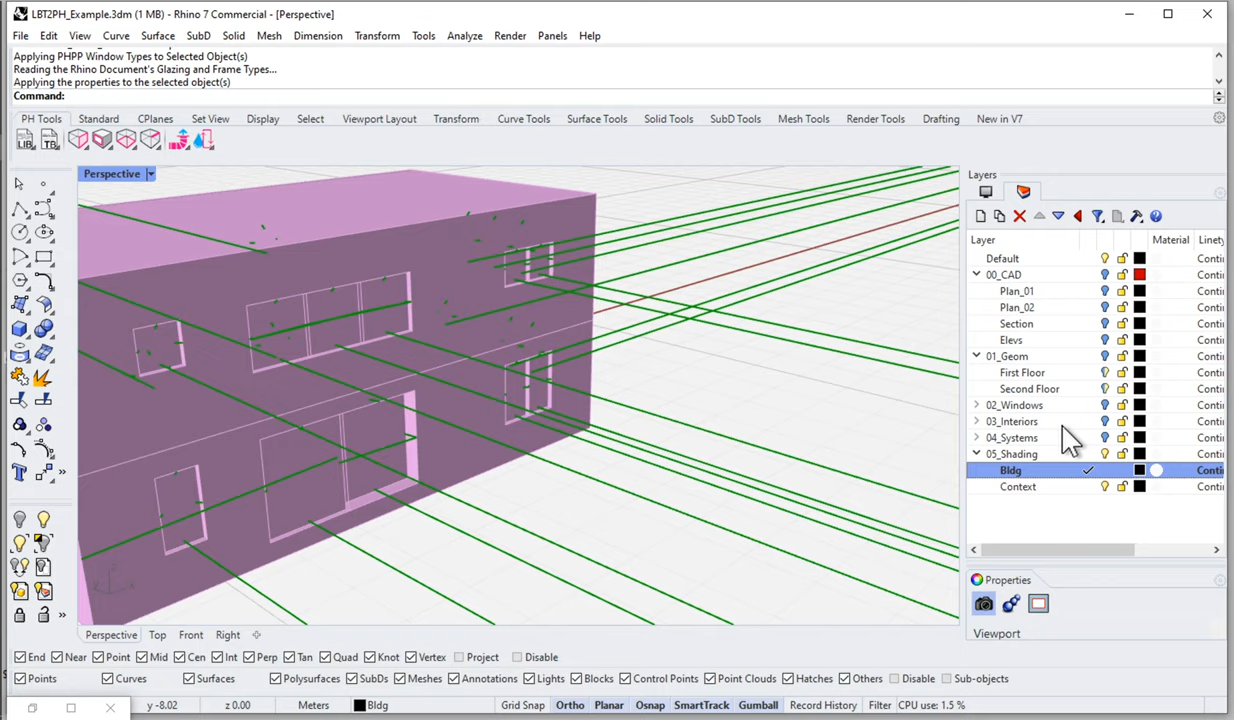 LBT2PH_Example.3dm (1 MB) - Rhino 7 Commercial - [Perspective]
File Edit View Curve Surface SubD Solid Mesh Dimension Transform Tools Analyze Render Panels Help
Applying PHPP Window Types to Selected Object(s)
Reading the Rhino Document's Glazing and Frame Types...
Applying the properties to the selected object(s)
Command:
PH Tools Standard CPlanes Set View Display Select Viewport Layout Transform Curve Tools Surface Tools Solid Tools SubD Tools Mesh Tools Render Tools Drafting New in V7
LIB TB
Perspective
Layers
Layer Material Linety
Default Conti
00_CAD Conti
Plan_01 Conti
Plan_02 Conti
Section Conti
Elevs Conti
01_Geom Conti
First Floor Conti
Second Floor Conti
02_Windows Conti
03_Interiors Conti
04_Systems Conti
05_Shading Conti
Bldg Conti
Context Conti
Properties
Viewport
Perspective Top Front Right
End Near Point Mid Cen Int Perp Tan Quad Knot Vertex Project Disable
Points Curves Surfaces Polysurfaces SubDs Meshes Annotations Lights Blocks Control Points Point Clouds Hatches Others Disable Sub-objects
y -8.02 z 0.00 Meters Bldg Grid Snap Ortho Planar Osnap SmartTrack Gumball Record History Filter CPU use: 1.5 %